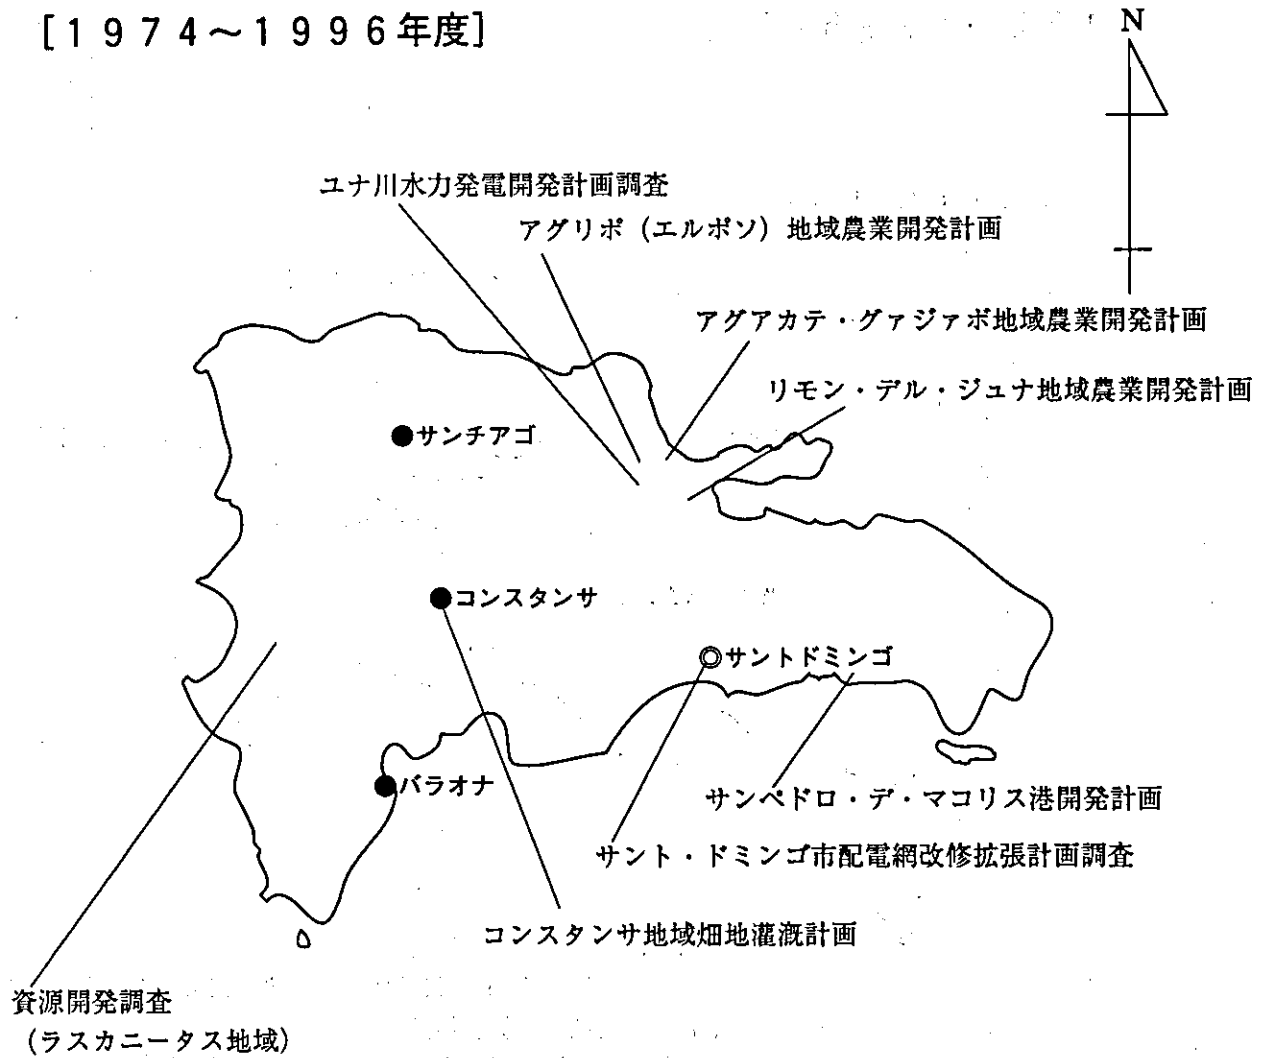 [1974～1996年度]
N
ユナ川水力発電開発計画調査
アグリポ（エルポソ）地域農業開発計画
アグアカテ・グァジァボ地域農業開発計画
リモン・デル・ジュナ地域農業開発計画
サンチアゴ
コンスタンサ
サントドミンゴ
バラオナ
サンペドロ・デ・マコリス港開発計画
サント・ドミンゴ市配電網改修拡張計画調査
コンスタンサ地域畑地灌漑計画
資源開発調査
（ラスカニータス地域）